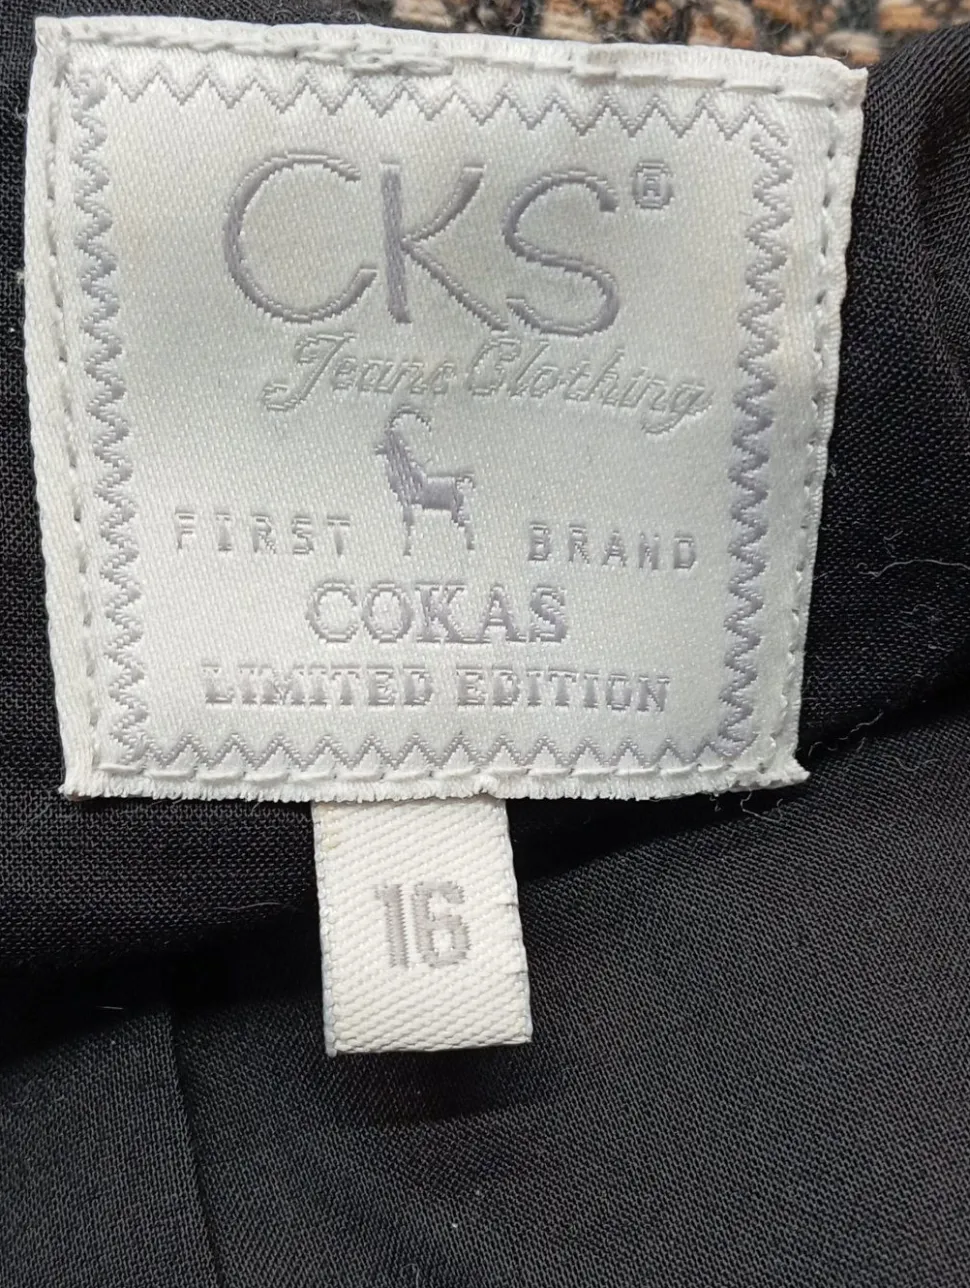 CKS®
Jeans Clothing
FIRST BRAND
COKAS
LIMITED EDITION
16